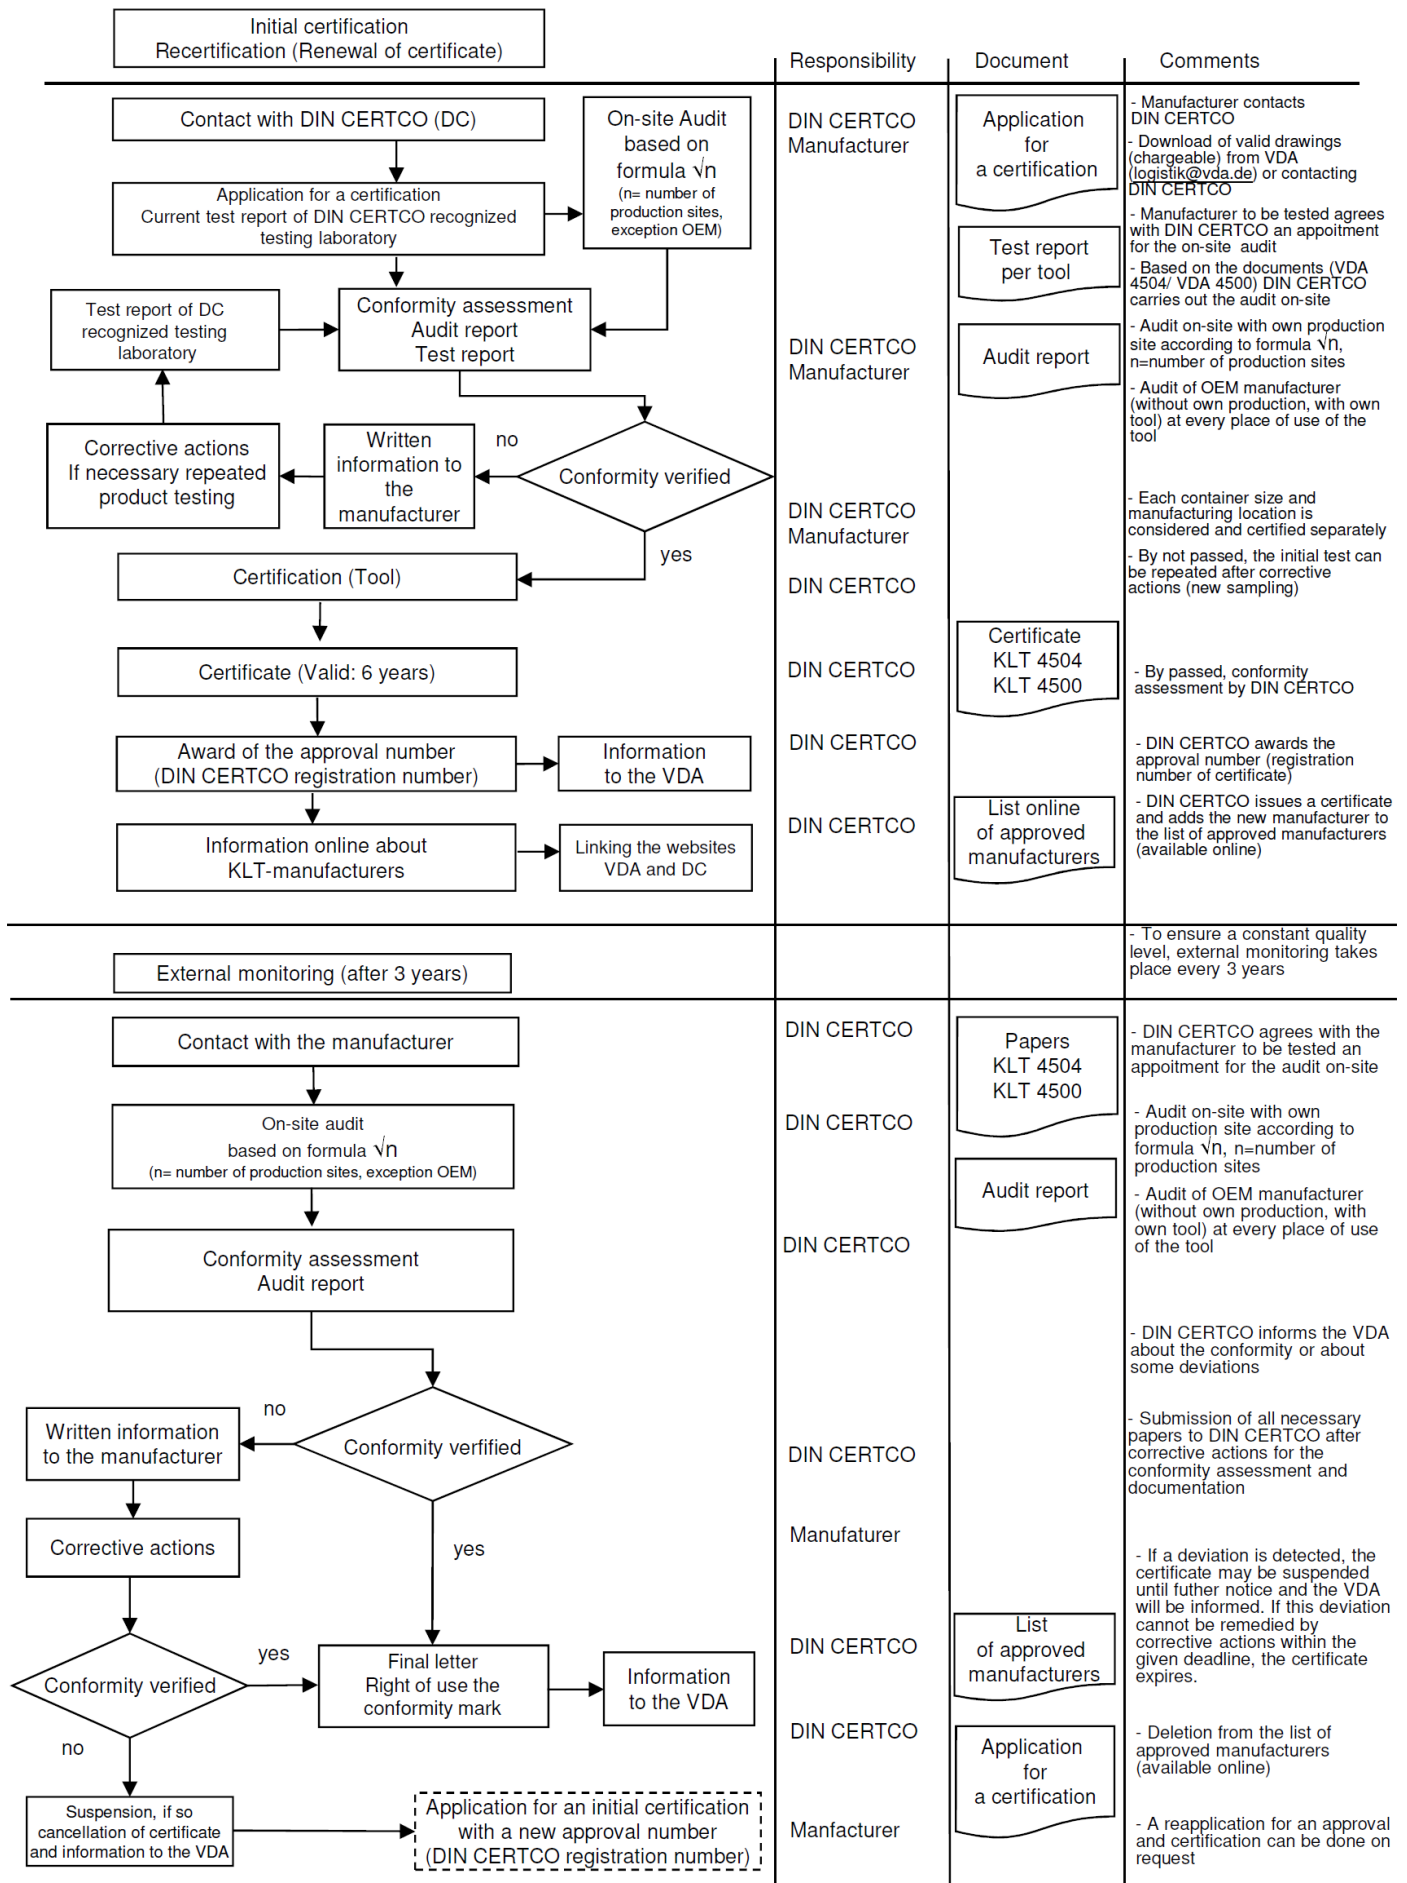 Initial certification
Recertification (Renewal of certificate)
Responsibility
Document
Comments
Contact with DIN CERTCO (DC)
Application for a certification
Current test report of DIN CERTCO recognized
testing laboratory
On-site Audit
based on
formula √n
(n= number of
production sites,
exception OEM)
Test report of DC
recognized testing
laboratory
Conformity assessment
Audit report
Test report
Corrective actions
If necessary repeated
product testing
Written
information to
the
manufacturer
no
Conformity verified
yes
Certification (Tool)
Certificate (Valid: 6 years)
Award of the approval number
(DIN CERTCO registration number)
Information
to the VDA
Information online about
KLT-manufacturers
Linking the websites
VDA and DC
DIN CERTCO
Manufacturer
DIN CERTCO
Manufacturer
DIN CERTCO
Manufacturer
DIN CERTCO
DIN CERTCO
DIN CERTCO
DIN CERTCO
Application
for
a certification
Test report
per tool
Audit report
Certificate
KLT 4504
KLT 4500
List online
of approved
manufacturers
- Manufacturer contacts
DIN CERTCO
- Download of valid drawings
(chargeable) from VDA
(logistik@vda.de) or contacting
DIN CERTCO
- Manufacturer to be tested agrees
with DIN CERTCO an appoitment
for the on-site audit
- Based on the documents (VDA
4504/ VDA 4500) DIN CERTCO
carries out the audit on-site
- Audit on-site with own production
site according to formula √n,
n=number of production sites
- Audit of OEM manufacturer
(without own production, with own
tool) at every place of use of the
tool
- Each container size and
manufacturing location is
considered and certified separately
- By not passed, the initial test can
be repeated after corrective
actions (new sampling)
- By passed, conformity
assessment by DIN CERTCO
- DIN CERTCO awards the
approval number (registration
number of certificate)
- DIN CERTCO issues a certificate
and adds the new manufacturer to
the list of approved manufacturers
(available online)
External monitoring (after 3 years)
- To ensure a constant quality
level, external monitoring takes
place every 3 years
Contact with the manufacturer
On-site audit
based on formula √n
(n= number of production sites, exception OEM)
Conformity assessment
Audit report
no
Conformity verfified
yes
Written information
to the manufacturer
Corrective actions
Conformity verified
yes
no
Final letter
Right of use the
conformity mark
Information
to the VDA
Suspension, if so
cancellation of certificate
and information to the VDA
Application for an initial certification
with a new approval number
(DIN CERTCO registration number)
DIN CERTCO
DIN CERTCO
DIN CERTCO
DIN CERTCO
Manufaturer
DIN CERTCO
DIN CERTCO
Manfacturer
Papers
KLT 4504
KLT 4500
Audit report
List
of approved
manufacturers
Application
for
a certification
- DIN CERTCO agrees with the
manufacturer to be tested an
appoitment for the audit on-site
- Audit on-site with own
production site according to
formula √n, n=number of
production sites
- Audit of OEM manufacturer
(without own production, with
own tool) at every place of use
of the tool
- DIN CERTCO informs the VDA
about the conformity or about
some deviations
- Submission of all necessary
papers to DIN CERTCO after
corrective actions for the
conformity assessment and
documentation
- If a deviation is detected, the
certificate may be suspended
until futher notice and the VDA
will be informed. If this deviation
cannot be remedied by
corrective actions within the
given deadline, the certificate
expires.
- Deletion from the list of
approved manufacturers
(available online)
- A reapplication for an approval
and certification can be done on
request